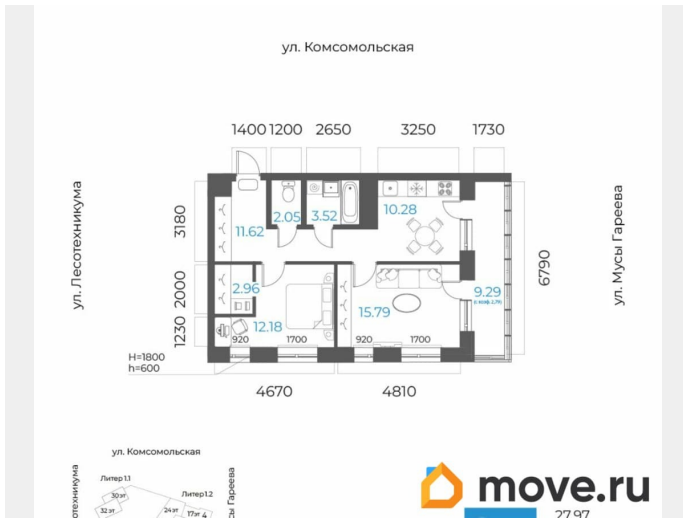 ул. Комсомольская
1400 1200 2650 3250 1730
ул. Лесотехникума
3180
2000
1230
11.62
2.05
3.52
10.28
2.96
12.18
15.79
9.29
920 1700 920 1700
6790
ул. Мусы Гареева
H=1800
h=600
4670 4810
ул. Комсомольская
Литер 1.1
Литер 1.2
30 эт
32 эт
24 эт
17 эт 4
move.ru
27.97